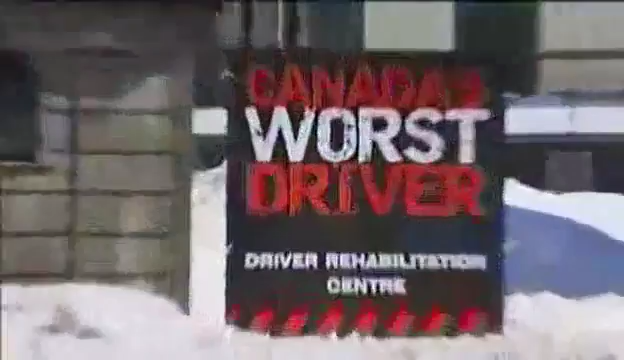 CANADA'S
WORST
DRIVER
DRIVER REHABILITATION
CENTRE